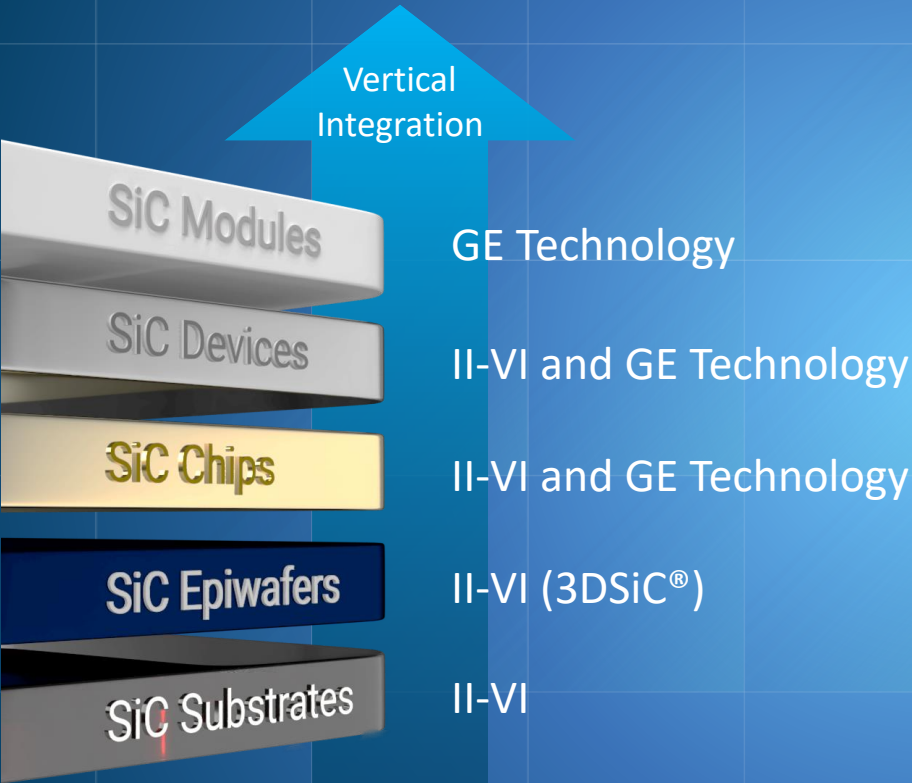 Vertical
Integration
SiC Modules
GE Technology
SiC Devices
II-VI and GE Technology
SiC Chips
II-VI and GE Technology
SiC Epiwafers
II-VI (3DSiC®)
SiC Substrates
II-VI